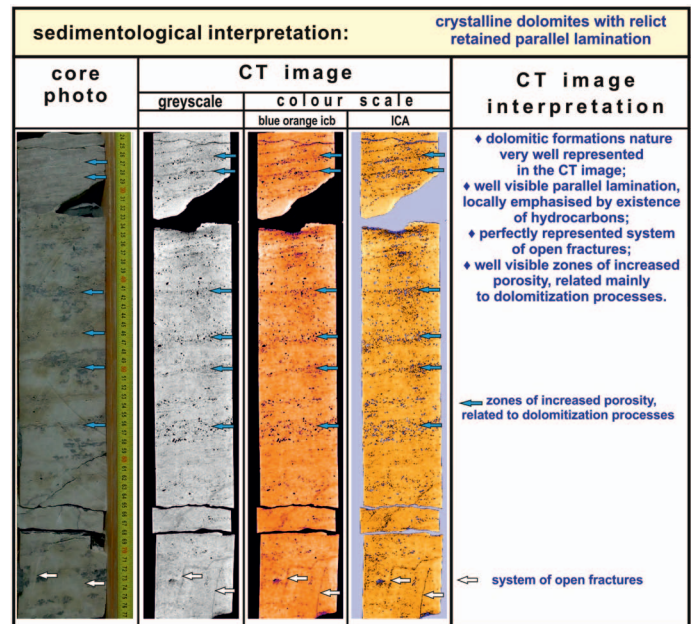 sedimentological interpretation:
crystalline dolomites with relict
retained parallel lamination
core
photo
CT image
greyscale
colour scale
blue orange icb
ICA
CT image
interpretation
♦ dolomitic formations nature
very well represented
in the CT image;
♦ well visible parallel lamination,
locally emphasised by existence
of hydrocarbons;
♦ perfectly represented system
of open fractures;
♦ well visible zones of increased
porosity, related mainly
to dolomitization processes.
zones of increased porosity,
related to dolomitization processes
system of open fractures